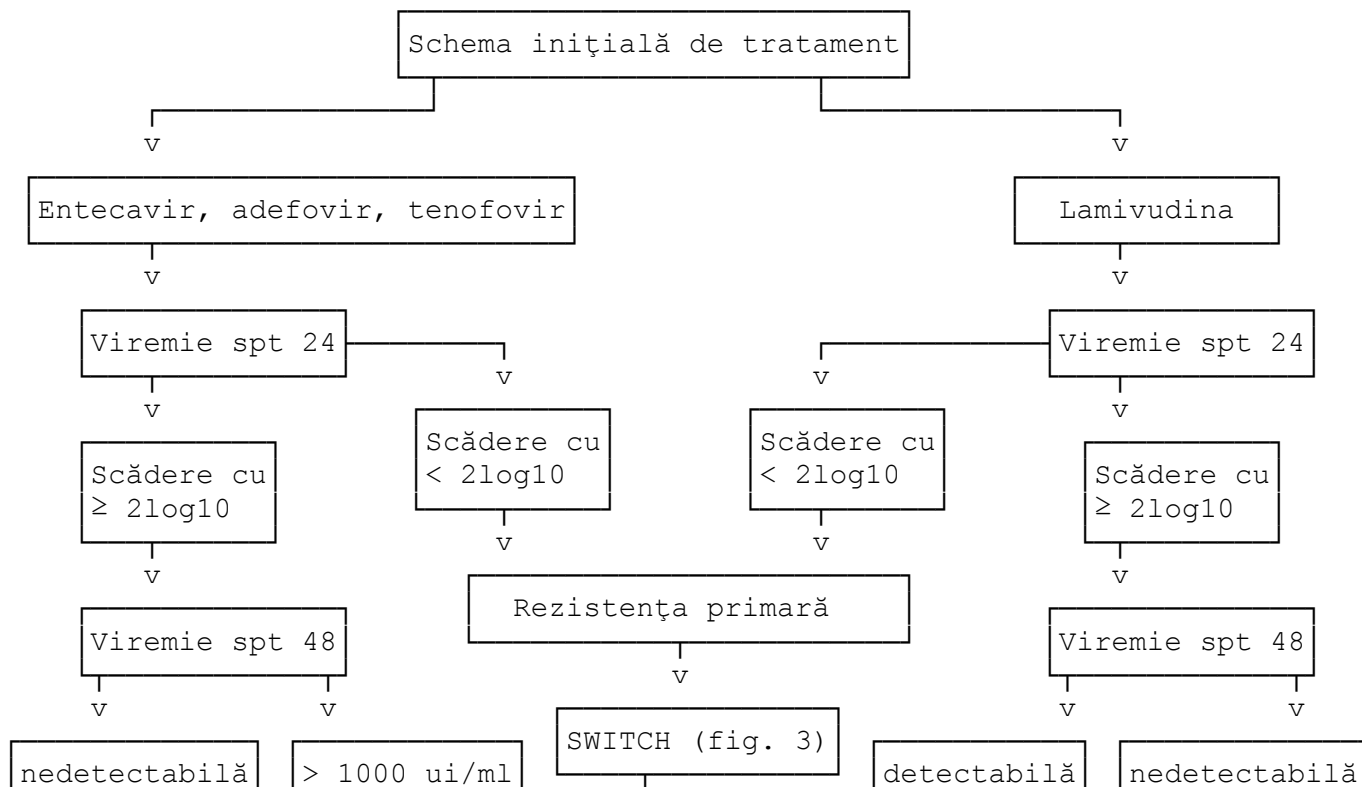 Schema iniţială de tratament
v
v
Entecavir, adefovir, tenofovir
Lamivudina
v
v
Viremie spt 24
Viremie spt 24
v
v
v
v
Scădere cu
≥ 2log10
Scădere cu
< 2log10
Scădere cu
< 2log10
Scădere cu
≥ 2log10
v
v
v
v
Rezistenţa primară
Viremie spt 48
Viremie spt 48
v
v
v
v
v
SWITCH (fig. 3)
nedetectabilă
> 1000 ui/ml
detectabilă
nedetectabilă